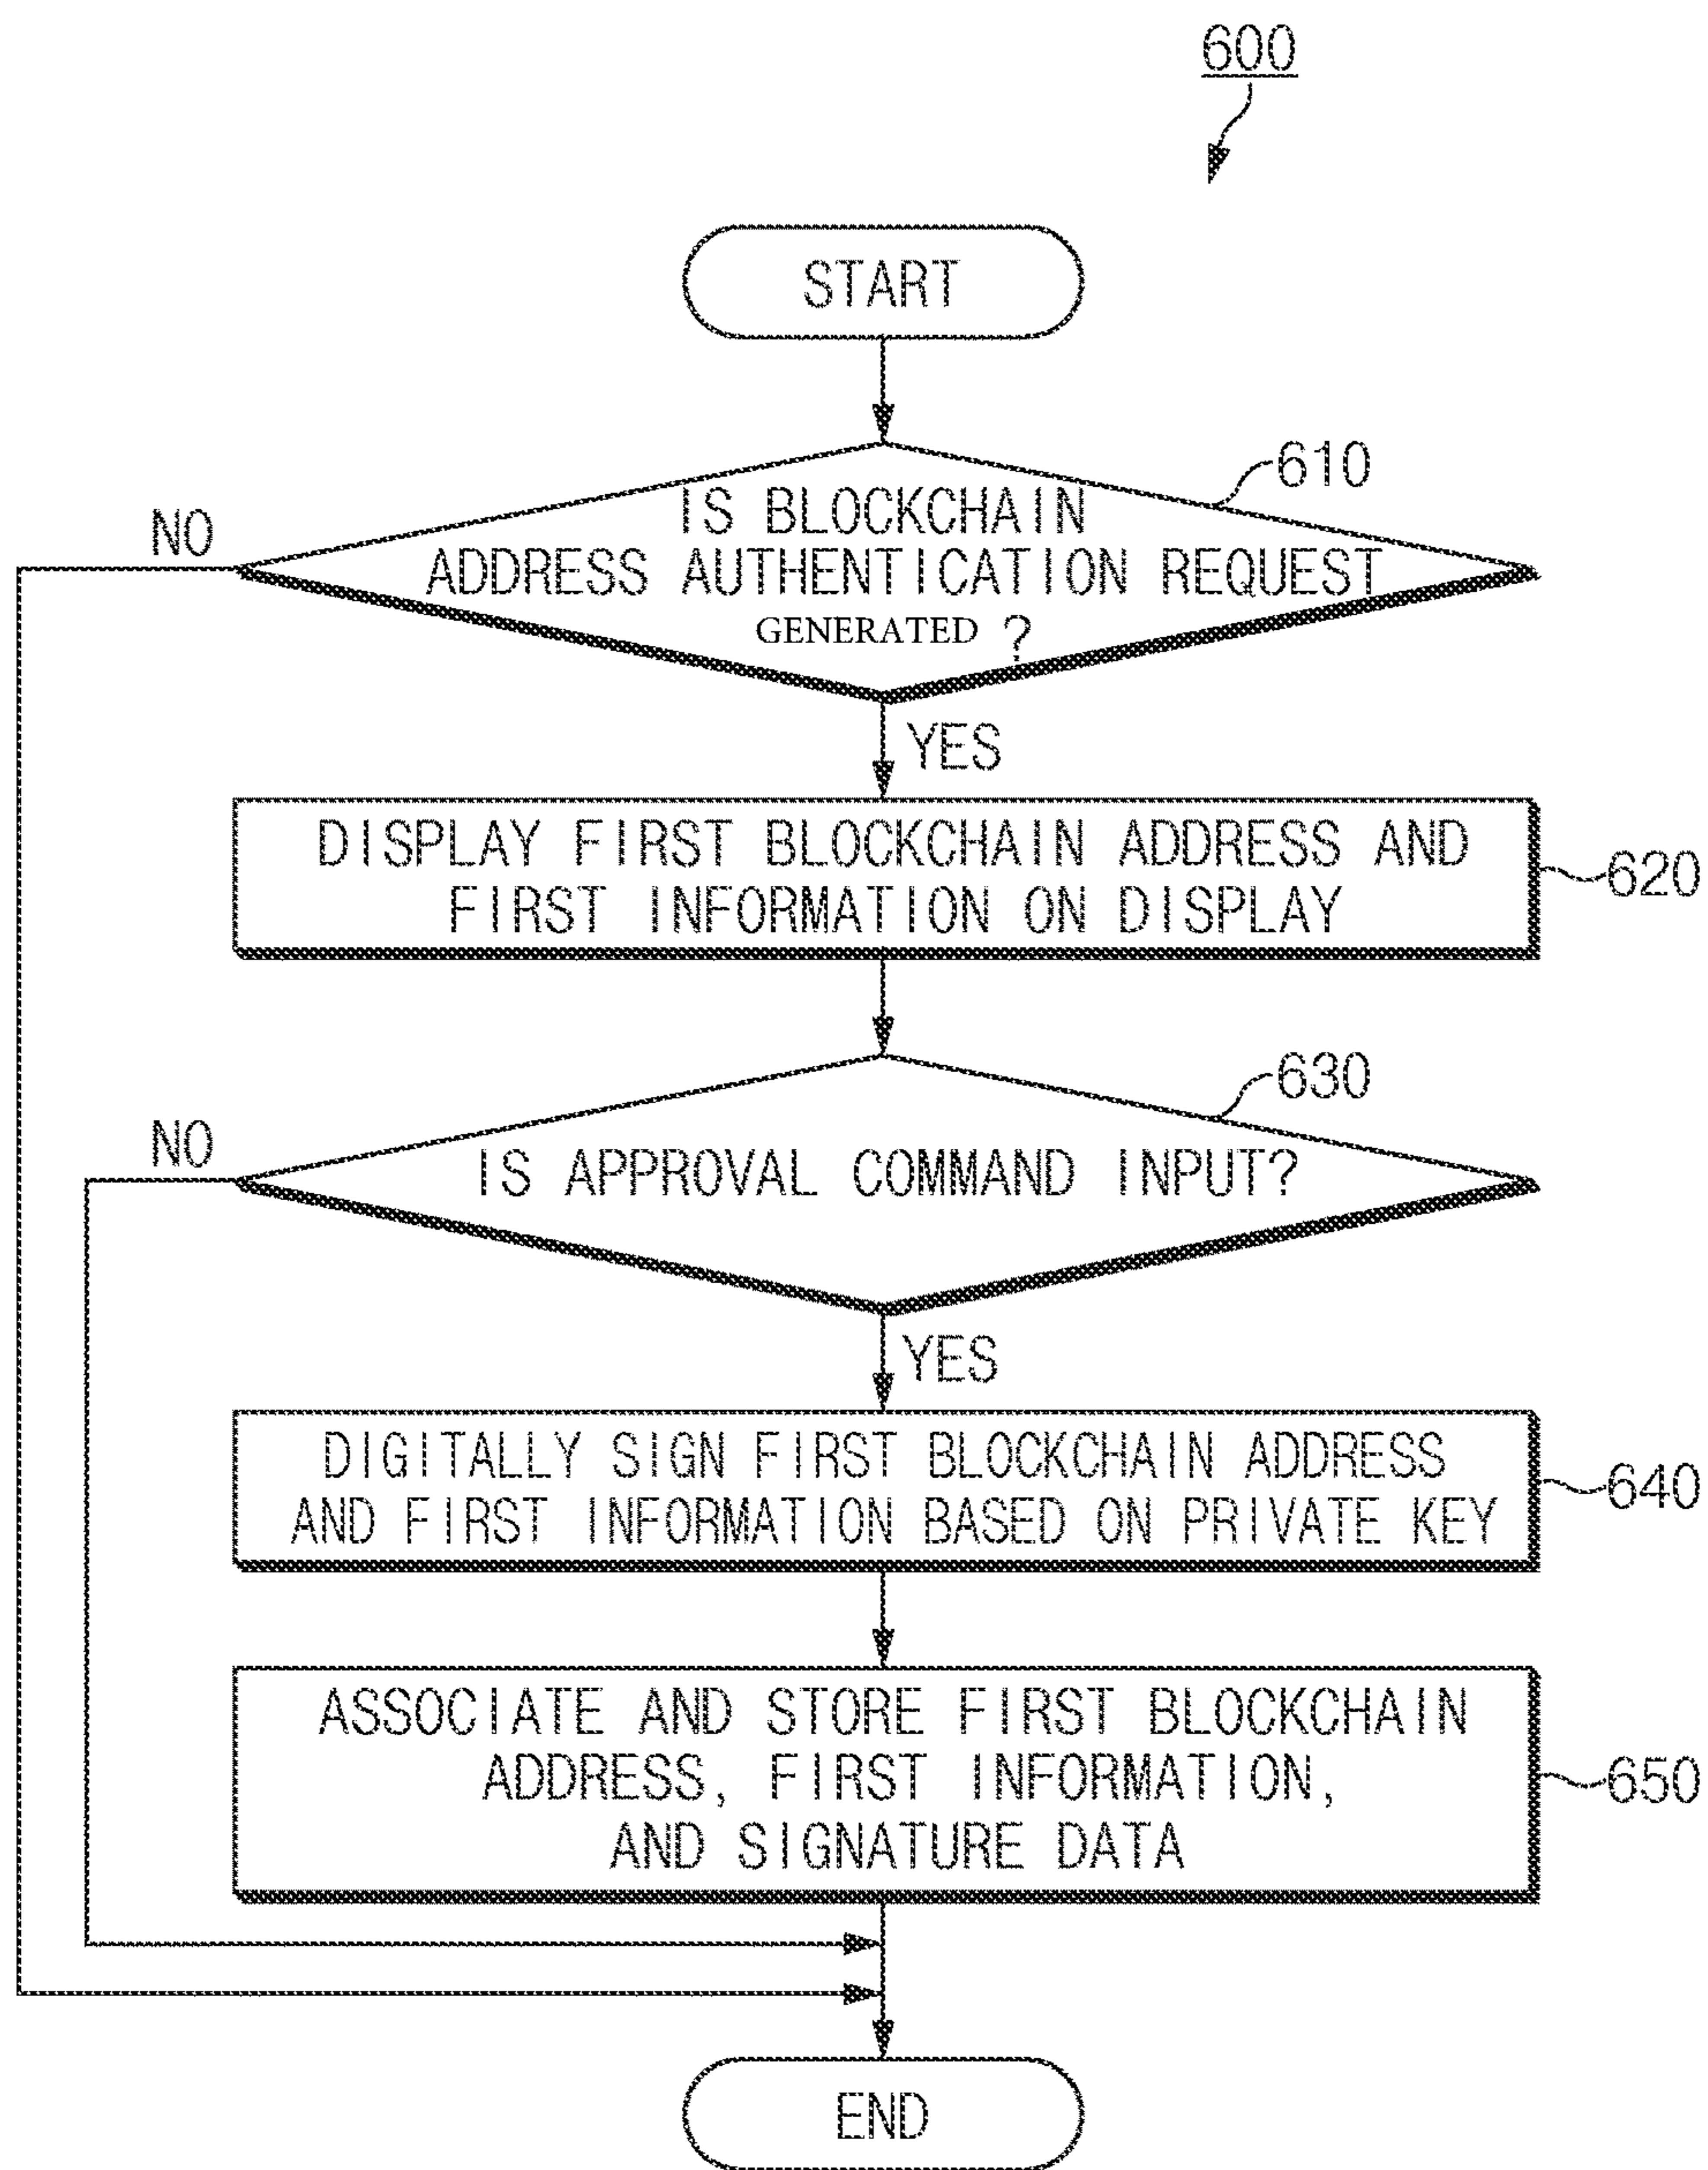 600
START
610
IS BLOCKCHAIN
NO
ADDRESS AUTHENTICATION REQUEST
GENERATED ?
YES
DISPLAY FIRST BLOCKCHAIN ADDRESS AND
620
FIRST INFORMATION ON DISPLAY
630
NO
IS APPROVAL COMMAND INPUT?
YES
DIGITALLY SIGN FIRST BLOCKCHAIN ADDRESS
640
AND FIRST INFORMATION BASED ON PRIVATE KEY
ASSOCIATE AND STORE FIRST BLOCKCHAIN
ADDRESS, FIRST INFORMATION,
650
AND SIGNATURE DATA
END